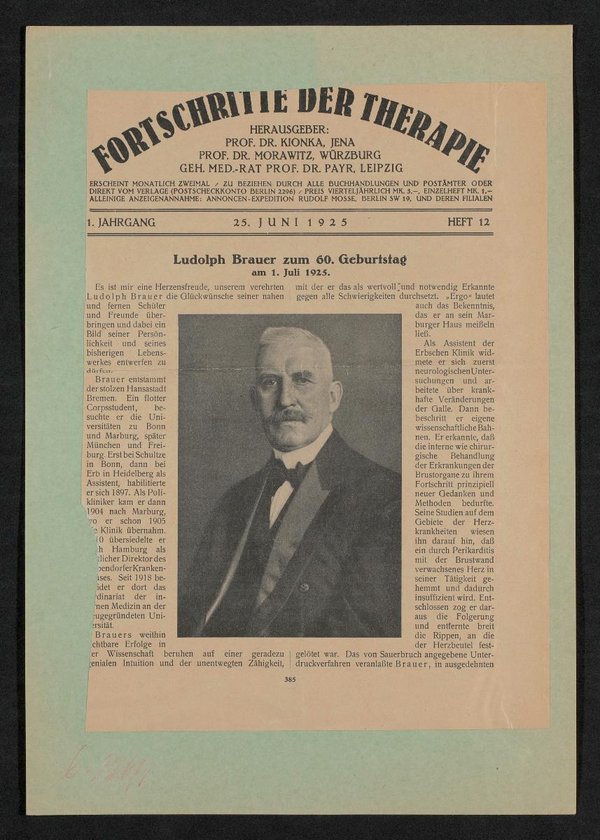 FORTSCHRITTE DER THERAPIE
HERAUSGEBER:
PROF. DR. KIONKA, JENA
PROF. DR. MORAWITZ, WÜRZBURG
GEH. MED.-RAT PROF. DR. PAYR, LEIPZIG
ERSCHEINT MONATLICH ZWEIMAL / ZU BEZIEHEN DURCH ALLE BUCHHANDLUNGEN UND POSTÄMTER ODER
DIREKT VOM VERLAGE (POSTSCHECKKONTO BERLIN 2206) / PREIS VIERTELJÄHRLICH MK. 5.—, EINZELHEFT MK. 1.—
ALLEINIGE ANZEIGENANNAHME: ANNONCEN-EXPEDITION RUDOLF MOSSE, BERLIN SW 19, UND DEREN FILIALEN
1. JAHRGANG 25. JUNI 1925 HEFT 12
Ludolph Brauer zum 60. Geburtstag
am 1. Juli 1925.
Es ist mir eine Herzensfreude, unserem verehrten
Ludolph Brauer die Glückwünsche seiner nahen
und fernen Schüler
und Freunde über-
bringen und dabei ein
Bild seiner Persön-
lichkeit und seines
bisherigen Lebens-
werkes entwerfen zu
dürfen.
Brauer entstammt
der stolzen Hansastadt
Bremen. Ein flotter
Corpsstudent, be-
suchte er die Uni-
versitäten zu Bonn
und Marburg, später
München und Frei-
burg. Erst bei Schultze
in Bonn, dann bei
Erb in Heidelberg als
Assistent, habilitierte
er sich 1897. Als Poli-
kliniker kam er dann
1904 nach Marburg,
wo er schon 1905
e Klinik übernahm.
10 übersiedelte er
h Hamburg als
tlicher Direktor des
pendorfer Kranken-
uses. Seit 1918 be-
idet er dort das
rdinariat der in-
rnen Medizin an der
eugegründeten Uni-
ersität.
Brauers weithin
chtbare Erfolge in
er Wissenschaft beruhen auf einer geradezu
genialen Intuition und der unentwegten Zähigkeit,
mit der er das als wertvoll und notwendig Erkannte
gegen alle Schwierigkeiten durchsetzt. „Ergo“ lautet
auch das Bekenntnis,
das er an sein Mar-
burger Haus meißeln
ließ.
Als Assistent der
Erbschen Klinik wid-
mete er sich zuerst
neurologischen Unter-
suchungen und ar-
beitete über krank-
hafte Veränderungen
der Galle. Dann be-
beschritt er eigene
wissenschaftliche Bah-
nen. Er erkannte, daß
die interne wie chirur-
gische Behandlung
der Erkrankungen der
Brustorgane zu ihrem
Fortschritt prinzipiell
neuer Gedanken und
Methoden bedurfte.
Seine Studien auf dem
Gebiete der Herz-
krankheiten wiesen
ihn darauf hin, daß
ein durch Perikarditis
mit der Brustwand
verwachsenes Herz in
seiner Tätigkeit ge-
hemmt und dadurch
insuffizient wird. Ent-
schlossen zog er dar-
aus die Folgerung
und entfernte breit
die Rippen, an die
der Herzbeutel fest-
gelötet war. Das von Sauerbruch angegebene Unter-
druckverfahren veranlaßte Brauer, in ausgedehnten
385